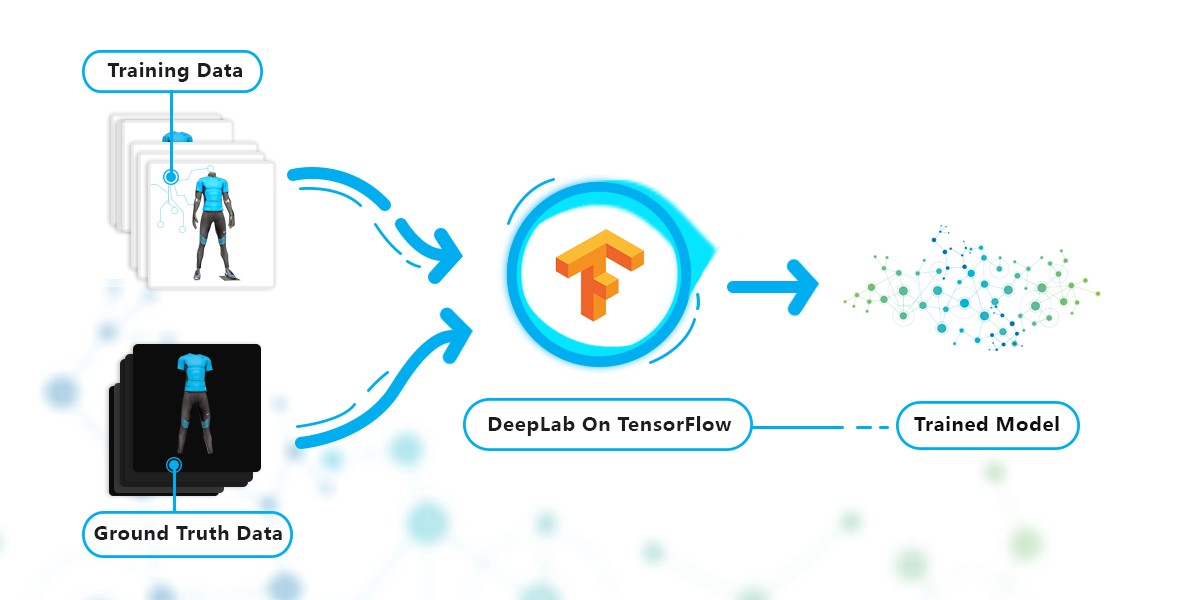 Training Data
Ground Truth Data
DeepLab On TensorFlow
Trained Model